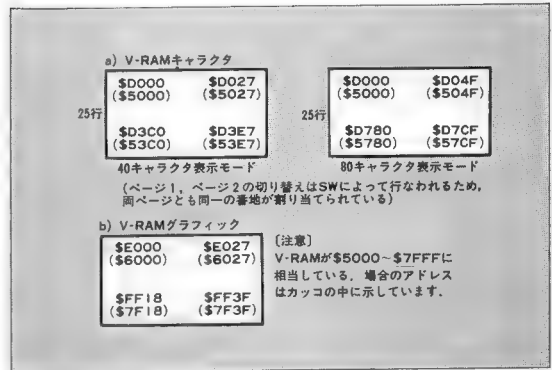 a) V-RAMキャラクタ
$D000 $D027
($5000) ($5027)
25行
$D3C0 $D3E7
($53C0) ($53E7)
40キャラクタ表示モード
$D000 $D04F
($5000) ($504F)
25行
$D780 $D7CF
($5780) ($57CF)
80キャラクタ表示モード
(ページ1,ページ2の切り替えはSWによって行なわれるため,
両ページとも同一の番地が割り当てられている)
b) V-RAMグラフィック
$E000 $E027
($6000) ($6027)
$FF18 $FF3F
($7F18) ($7F3F)
〔注意〕
V-RAMが$5000~$7FFFに
相当している.場合のアドレス
はカッコの中に示しています.